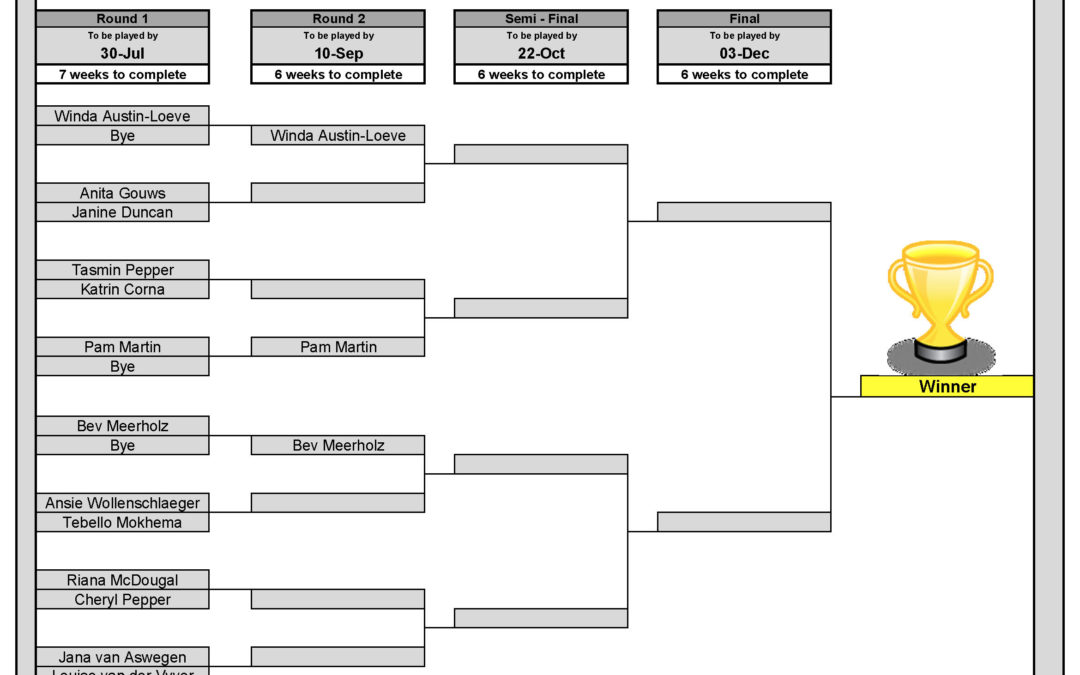 Round 1
To be played by
30-Jul
7 weeks to complete
Round 2
To be played by
10-Sep
6 weeks to complete
Semi - Final
To be played by
22-Oct
6 weeks to complete
Final
To be played by
03-Dec
6 weeks to complete
Winda Austin-Loeve
Bye
Anita Gouws
Janine Duncan
Tasmin Pepper
Katrin Corna
Pam Martin
Bye
Bev Meerholz
Bye
Ansie Wollenschlaeger
Tebello Mokhema
Riana McDougal
Cheryl Pepper
Jana van Aswegen
Louise van der Vyver
Winda Austin-Loeve
Pam Martin
Bev Meerholz
Winner